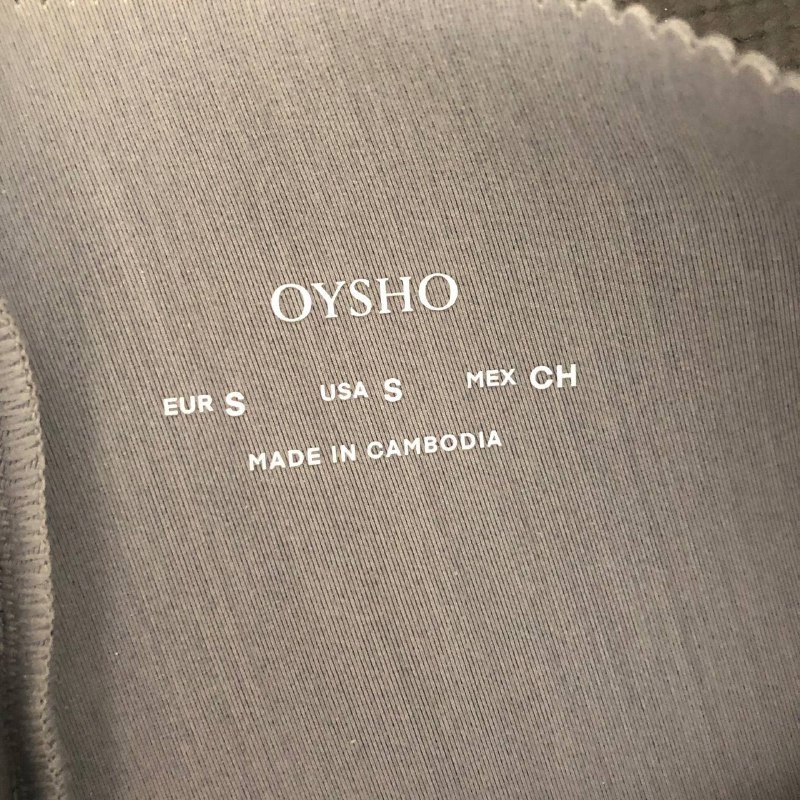 OYSHO
EUR S USA S MEX CH
MADE IN CAMBODIA